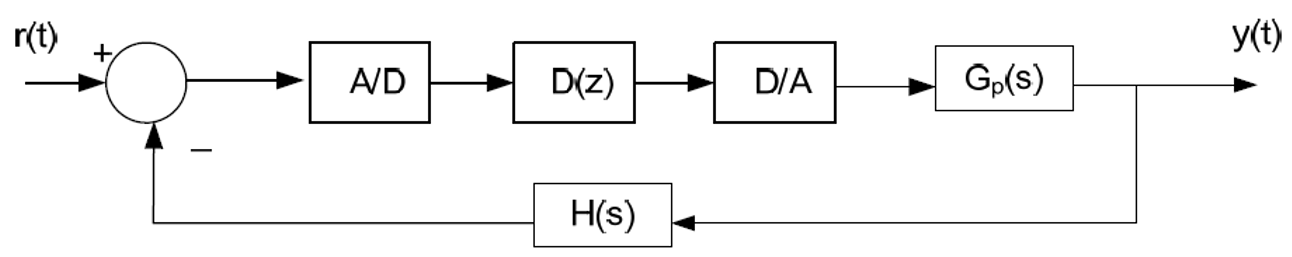 r(t)
y(t)
+
A/D
D(z)
D/A
Gp(s)
–
H(s)